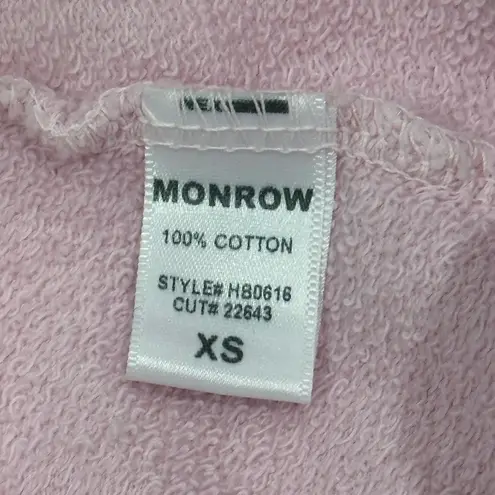 MONROW
100% COTTON
STYLE# HB0616
CUT# 22643
XS